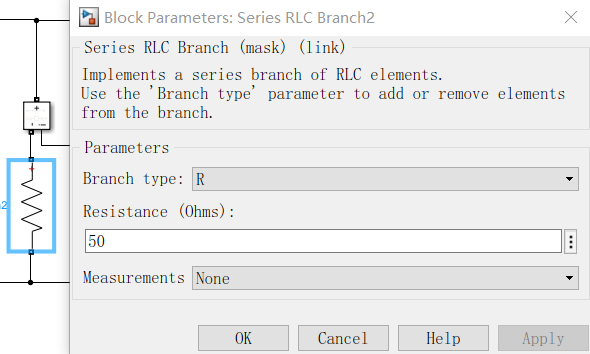 Block Parameters: Series RLC Branch2
Series RLC Branch (mask) (link)
Implements a series branch of RLC elements.
Use the 'Branch type' parameter to add or remove elements
from the branch.
Parameters
Branch type: R
Resistance (Ohms):
50
Measurements None
OK Cancel Help Apply